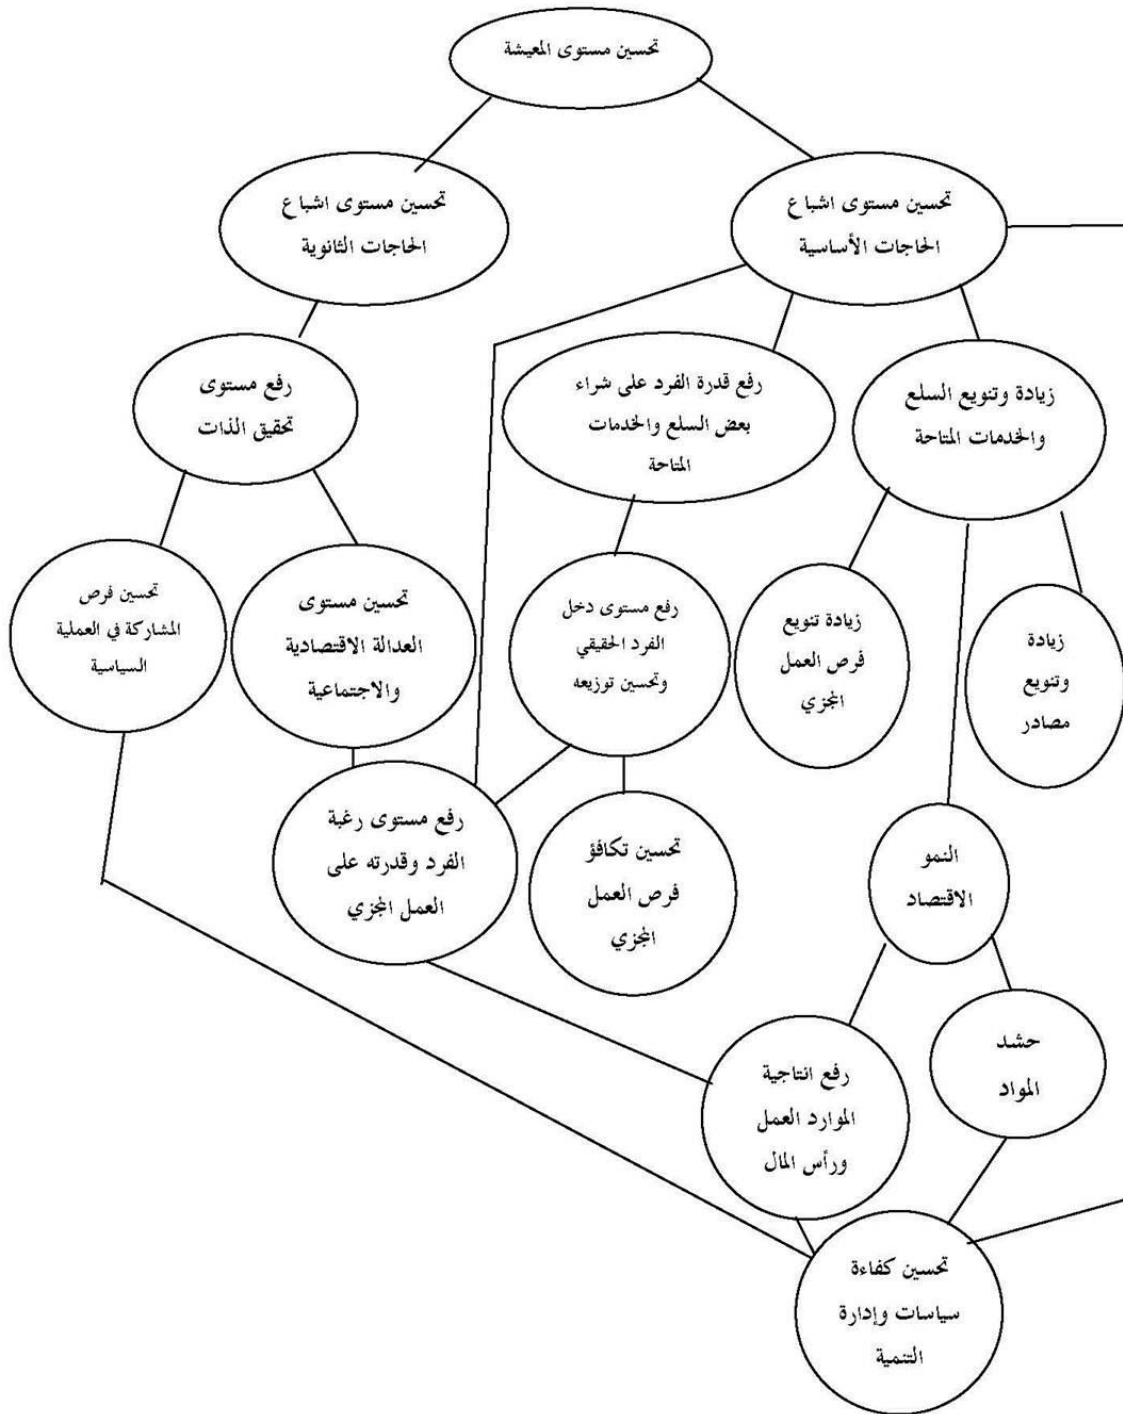 تحسين مستوى المعيشة
تحسين مستوى اشباع
الحاجات الأساسية
تحسين مستوى اشباع
الحاجات الثانوية
زيادة وتنويع السلع
والخدمات المتاحة
رفع قدرة الفرد على شراء
بعض السلع والخدمات
المتاحة
رفع مستوى
تحقيق الذات
زيادة
وتنويع
مصادر
زيادة تنويع
فرص العمل
المجزي
رفع مستوى دخل
الفرد الحقيقي
وتحسين توزيعه
تحسين مستوى
العدالة الاقتصادية
والاجتماعية
تحسين فرص
المشاركة في العملية
السياسية
النمو
الاقتصاد
تحسين تكافؤ
فرص العمل
المجزي
رفع مستوى رغبة
الفرد وقدرته على
العمل المجزي
حشد
المواد
رفع انتاجية
الموارد العمل
ورأس المال
تحسين كفاءة
سياسات وإدارة
التنمية